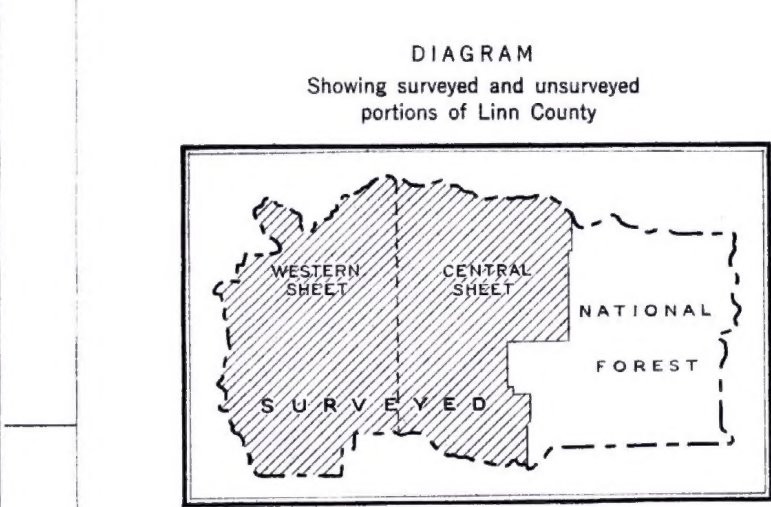 DIAGRAM
Showing surveyed and unsurveyed
portions of Linn County
WESTERN
SHEET
CENTRAL
SHEET
NATIONAL
FOREST
SURVEYED